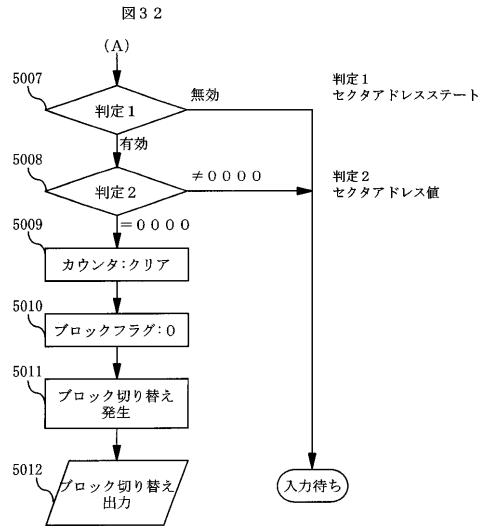 図３２
(A)
5007
判定１
無効
判定１
セクタアドレスステート
有効
5008
判定２
≠００００
判定２
セクタアドレス値
=００００
5009
カウンタ:クリア
5010
ブロックフラグ:０
5011
ブロック切り替え
発生
5012
ブロック切り替え
出力
入力待ち